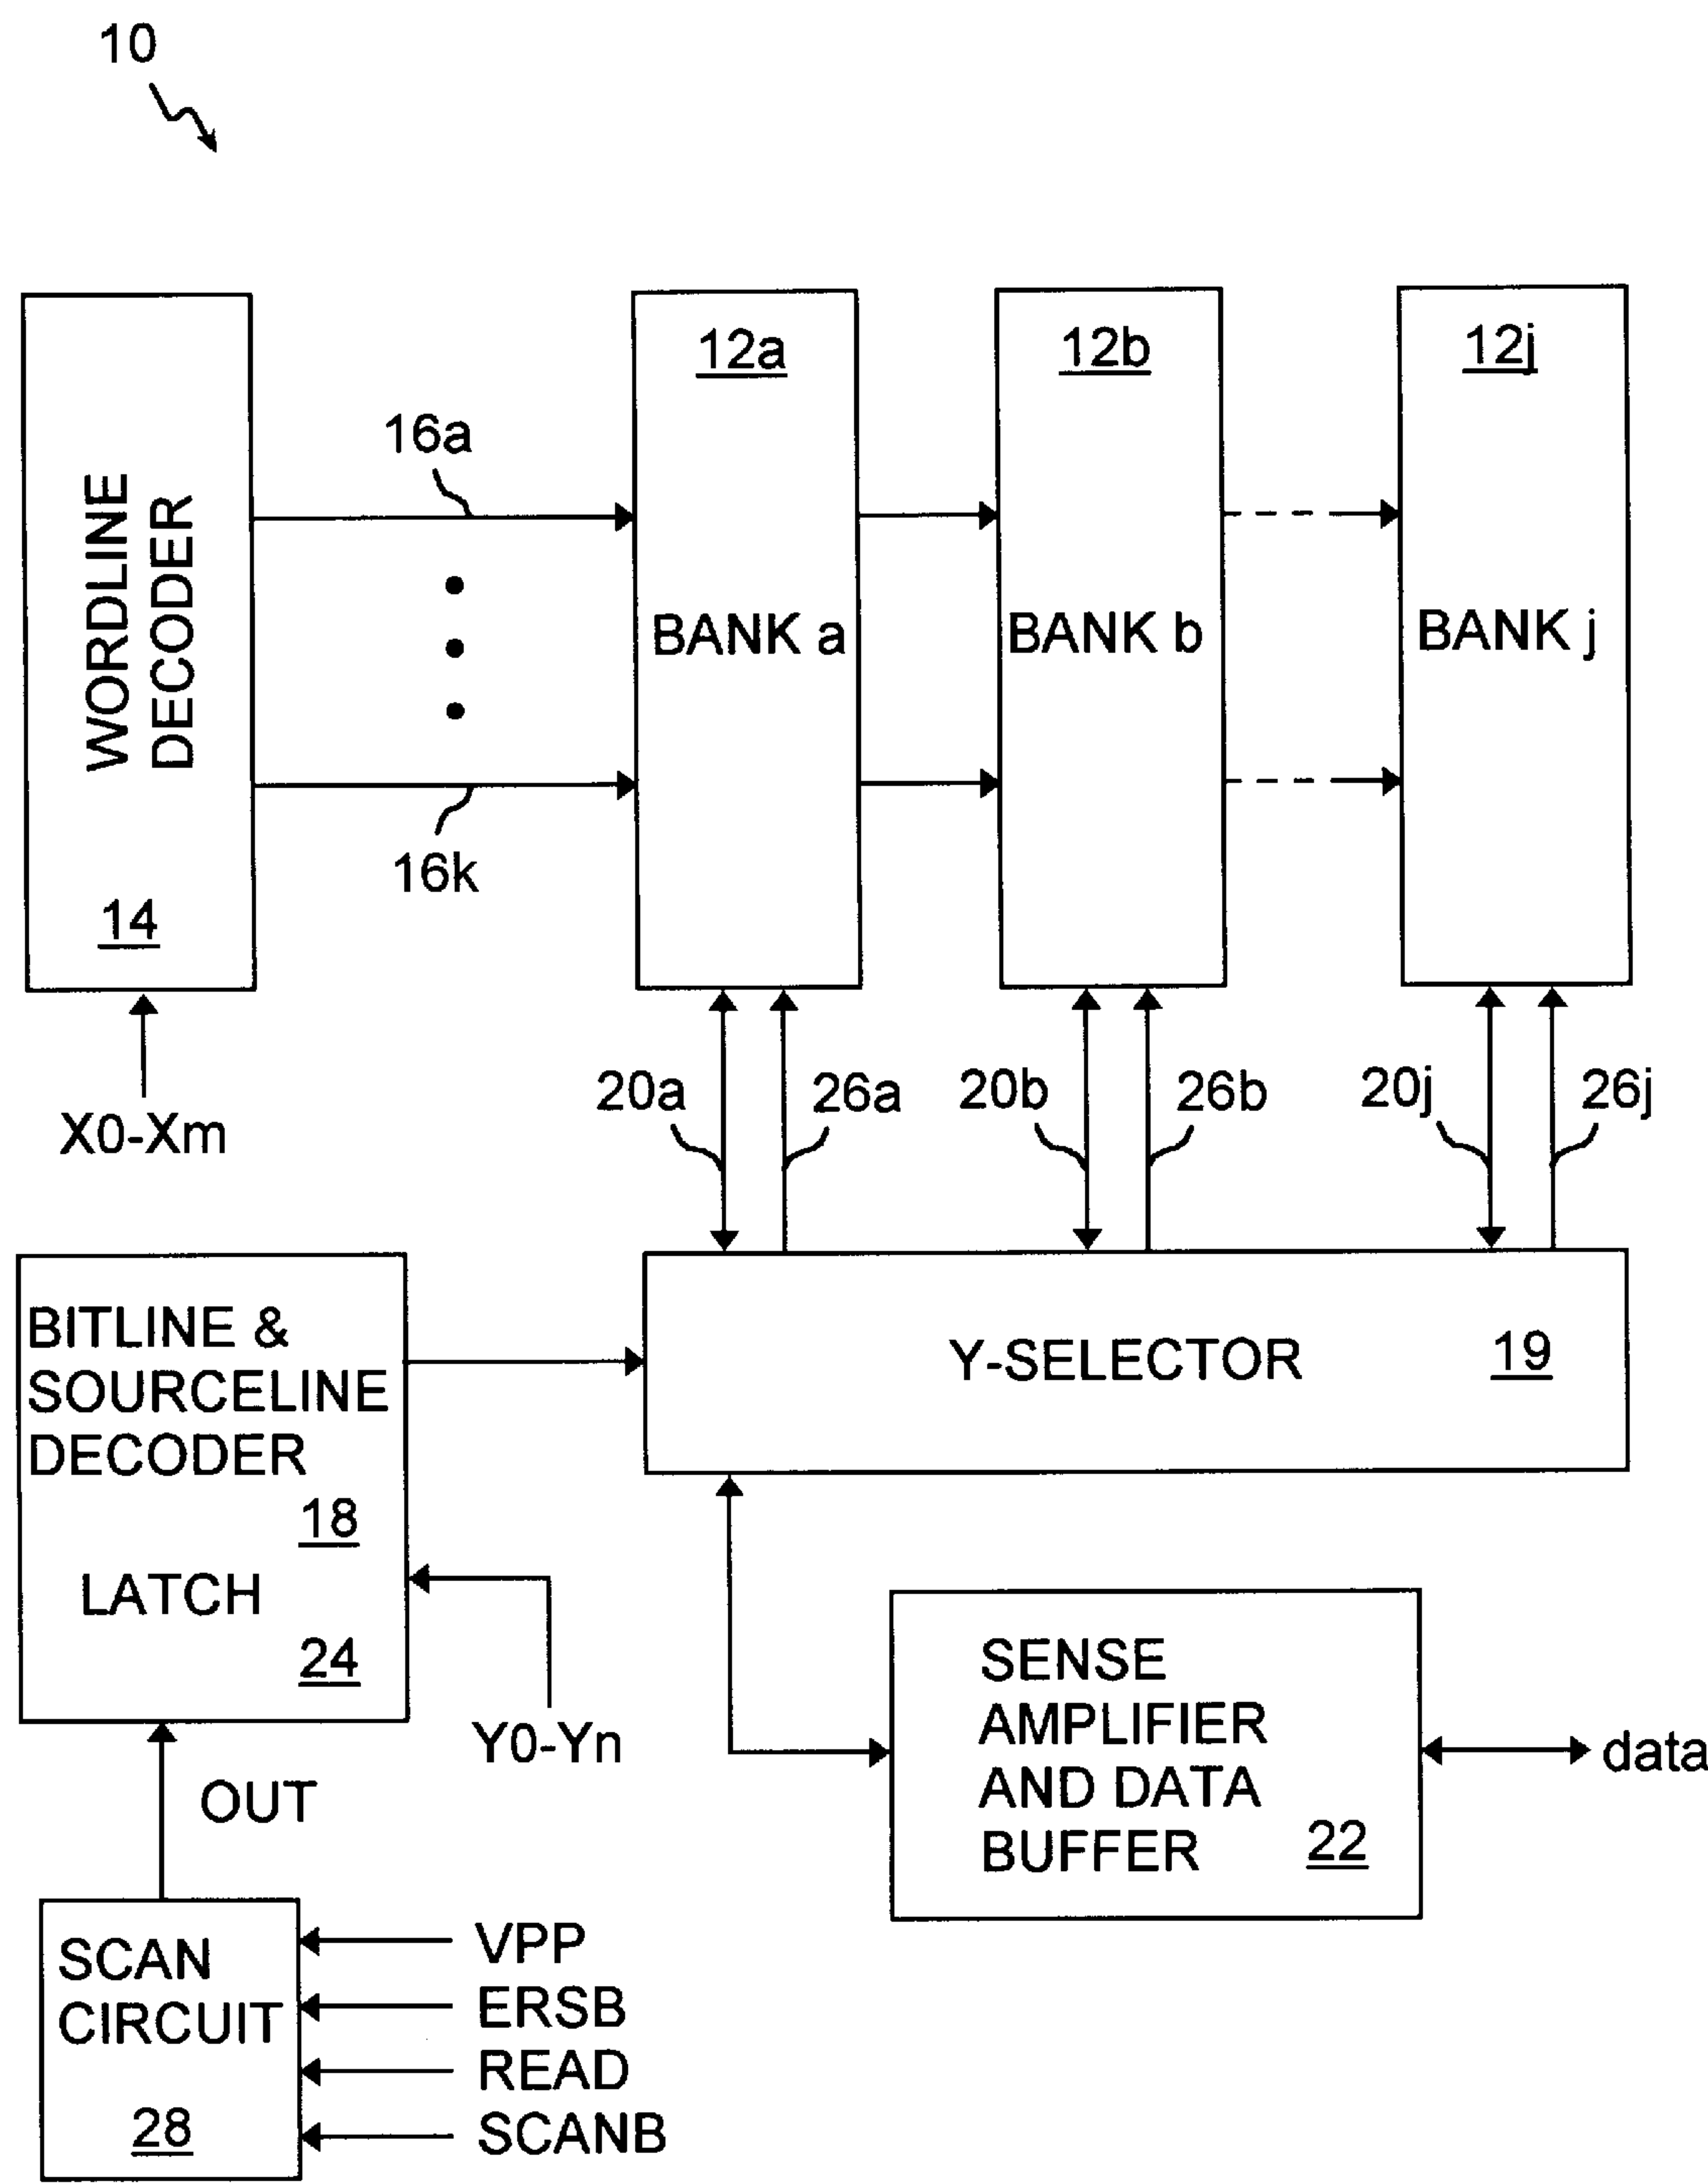 10
12a
12b
12j
16a
WORDLINE
DECODER
BANK a
BANK b
BANK j
16k
14
20a
26a
20b
26b
20j
26j
X0-Xm
BITLINE &
SOURCELINE
DECODER
18
LATCH
24
Y-SELECTOR
19
Y0-Yn
SENSE
AMPLIFIER
AND DATA
BUFFER
22
data
OUT
SCAN
CIRCUIT
28
VPP
ERSB
READ
SCANB